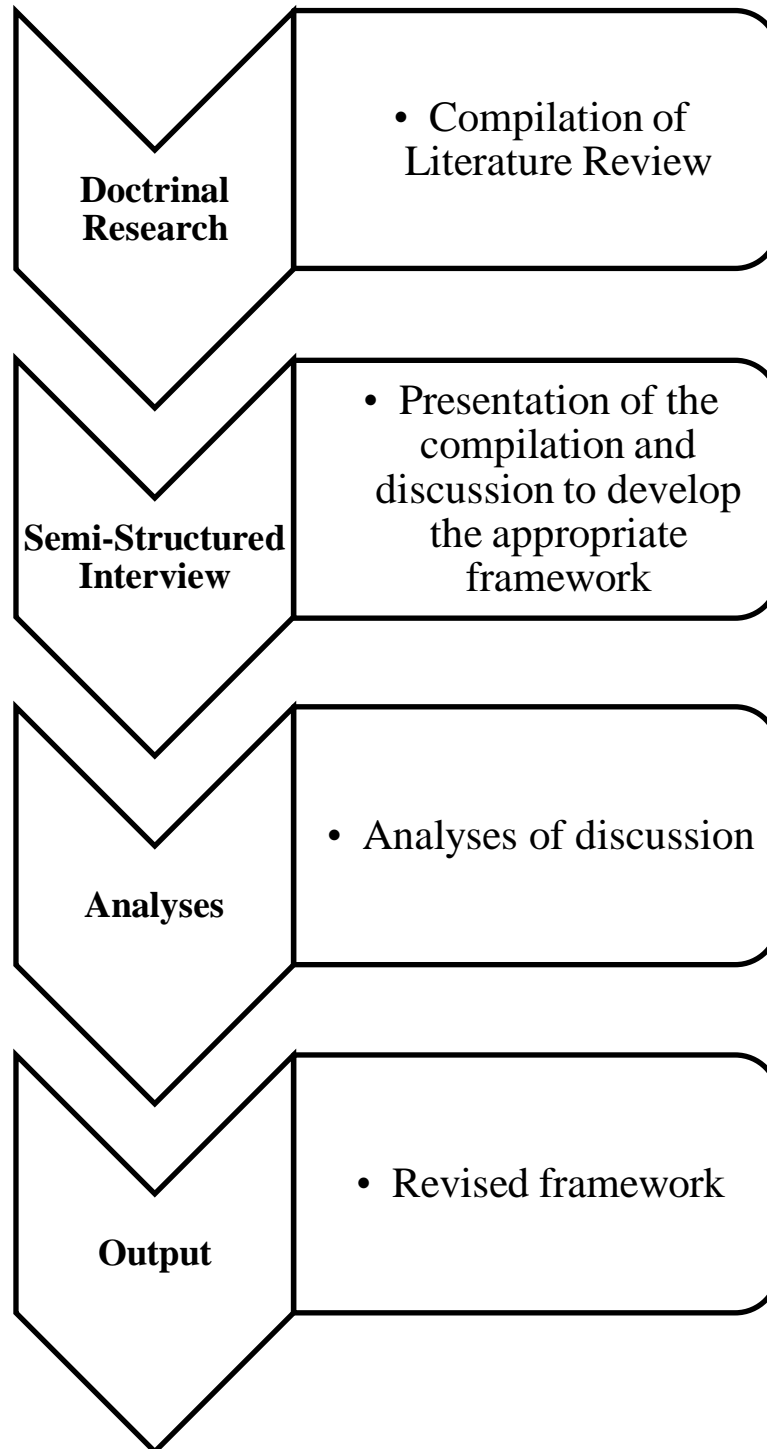 Doctrinal
Research
• Compilation of
Literature Review
Semi-Structured
Interview
• Presentation of the
compilation and
discussion to develop
the appropriate
framework
Analyses
• Analyses of discussion
Output
• Revised framework